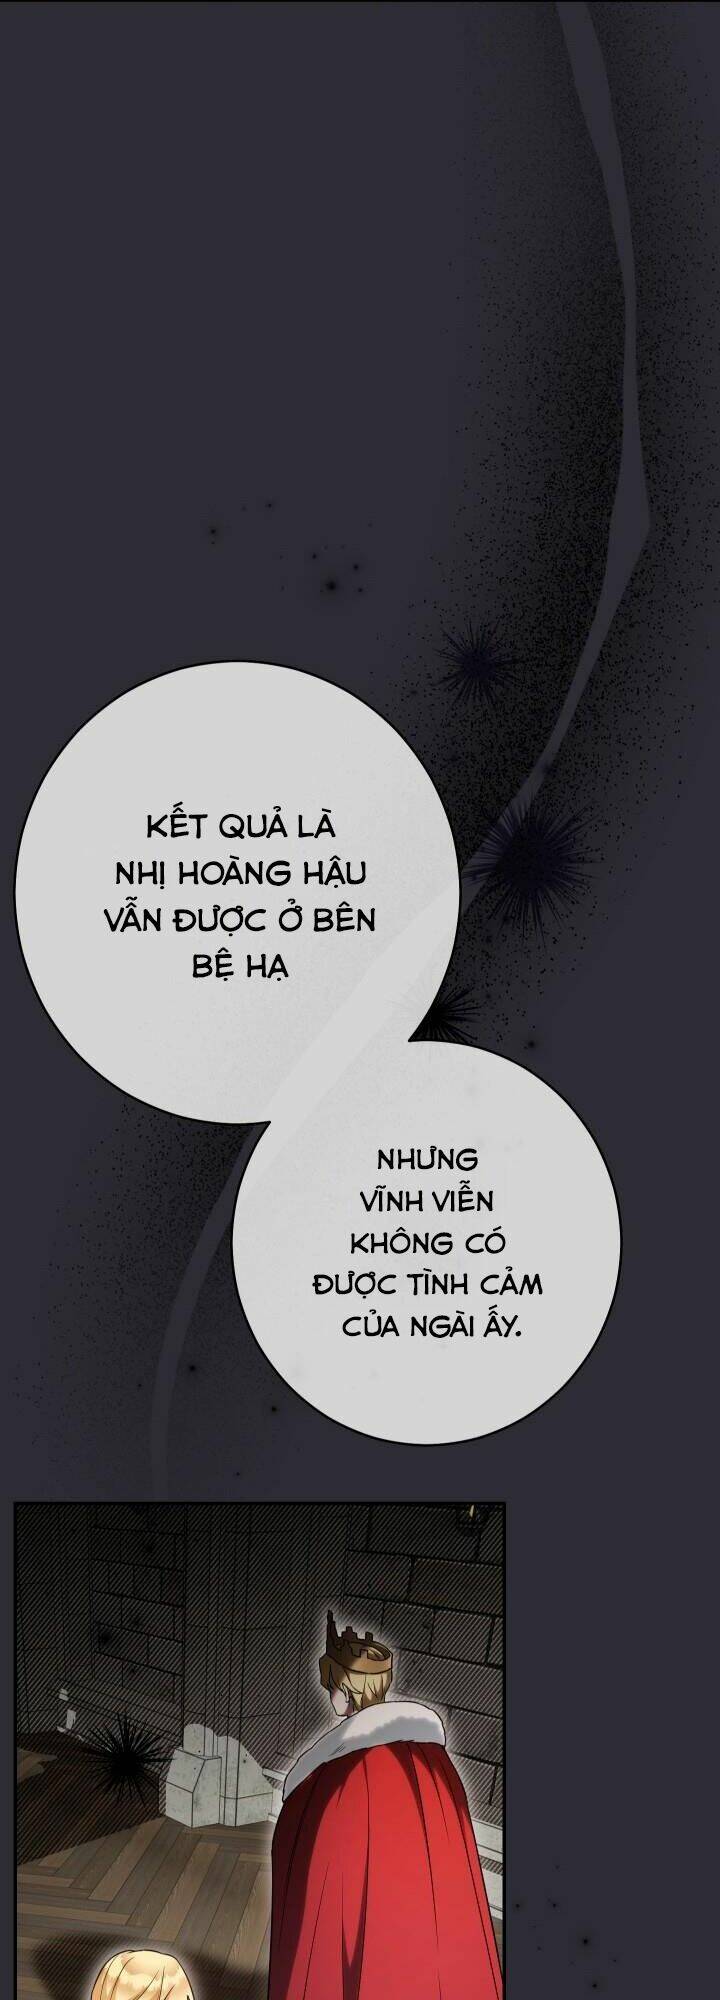 KẾT QUẢ LÀ
NHỊ HOÀNG HẬU
VẪN ĐƯỢC Ở BÊN
BỆ HẠ
NHƯNG
VĨNH VIỄN
KHÔNG CÓ
ĐƯỢC TÌNH CẢM
CỦA NGÀI ẤY.